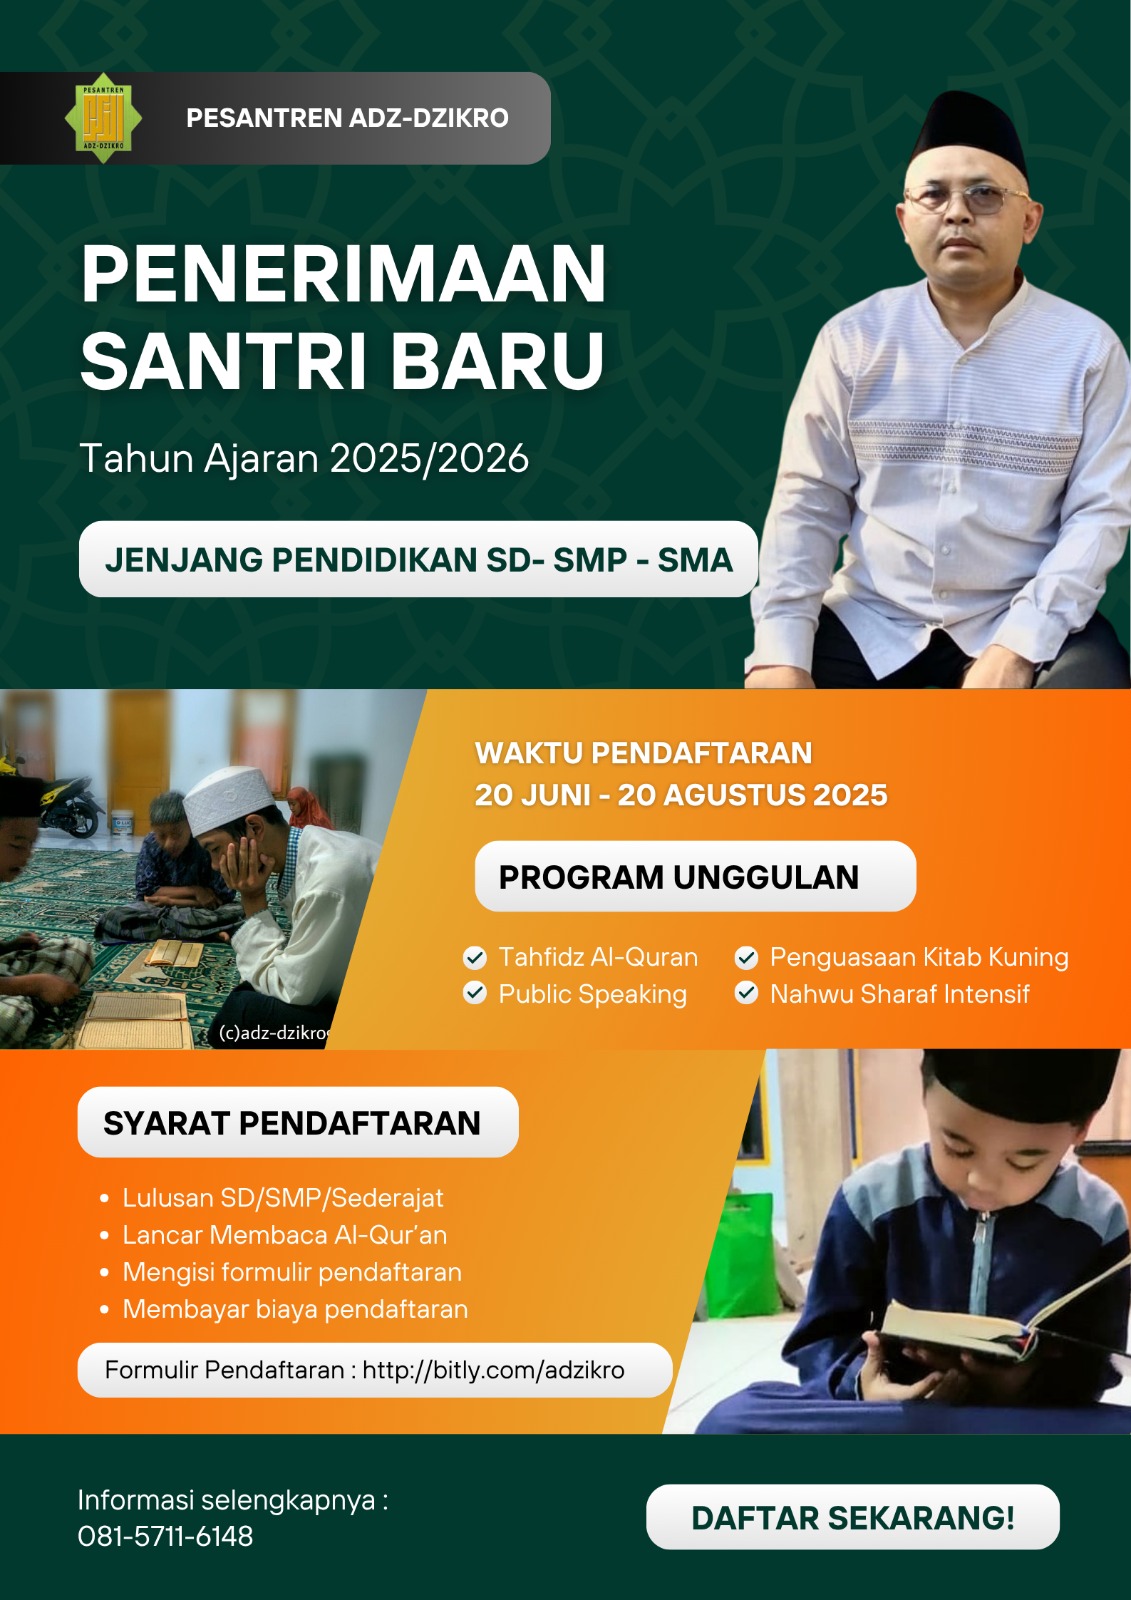 PESANTREN
ADZ-DZIKRO
PESANTREN ADZ-DZIKRO
PENERIMAAN
SANTRI BARU
Tahun Ajaran 2025/2026
JENJANG PENDIDIKAN SD- SMP - SMA
WAKTU PENDAFTARAN
20 JUNI - 20 AGUSTUS 2025
PROGRAM UNGGULAN
Tahfidz Al-Quran
Public Speaking
Penguasaan Kitab Kuning
Nahwu Sharaf Intensif
(c)adz-dzikro
SYARAT PENDAFTARAN
• Lulusan SD/SMP/Sederajat
• Lancar Membaca Al-Qur'an
• Mengisi formulir pendaftaran
• Membayar biaya pendaftaran
Formulir Pendaftaran : http://bitly.com/adzikro
Informasi selengkapnya :
081-5711-6148
DAFTAR SEKARANG!